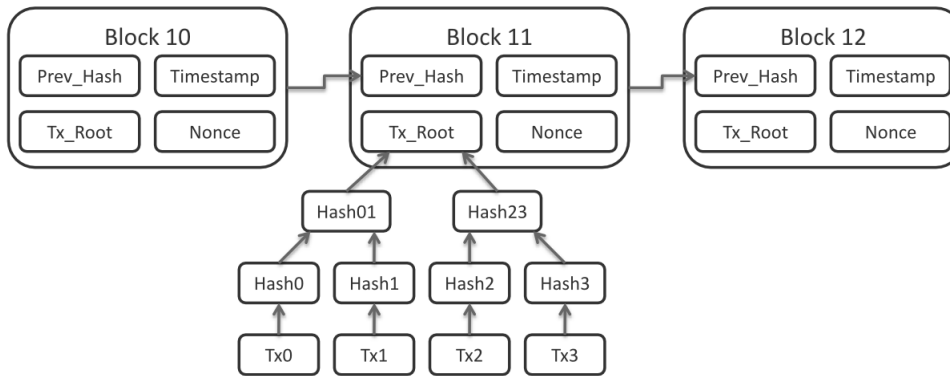 Block 10
Block 11
Block 12
Prev_Hash
Timestamp
Prev_Hash
Timestamp
Prev_Hash
Timestamp
Tx_Root
Nonce
Tx_Root
Nonce
Tx_Root
Nonce
Hash01
Hash23
Hash0
Hash1
Hash2
Hash3
Tx0
Tx1
Tx2
Tx3